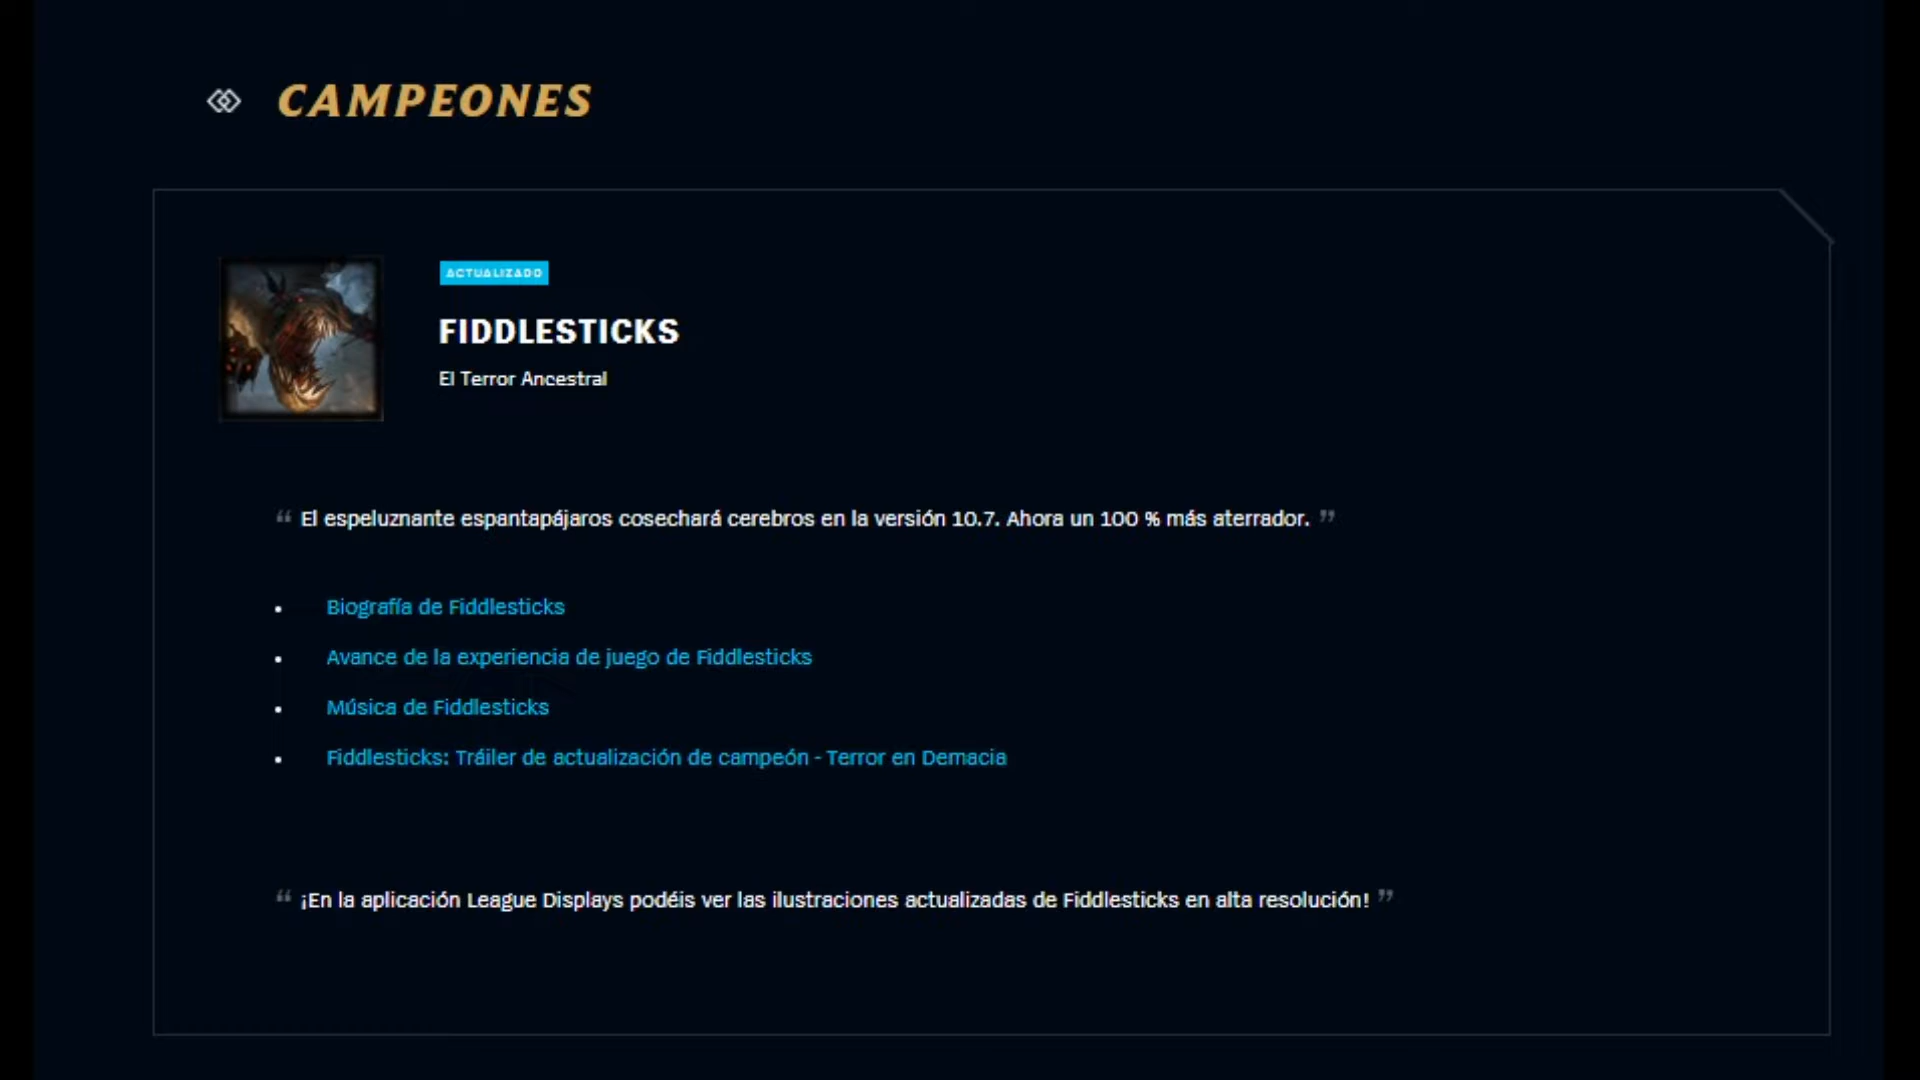 CAMPEONES
ACTUALIZADO
FIDDLESTICKS
El Terror Ancestral
“ El espeluznante espantapájaros cosechará cerebros en la versión 10.7. Ahora un 100 % más aterrador. ”
• Biografía de Fiddlesticks
• Avance de la experiencia de juego de Fiddlesticks
• Música de Fiddlesticks
• Fiddlesticks: Tráiler de actualización de campeón - Terror en Demacia
“ ¡En la aplicación League Displays podéis ver las ilustraciones actualizadas de Fiddlesticks en alta resolución! ”